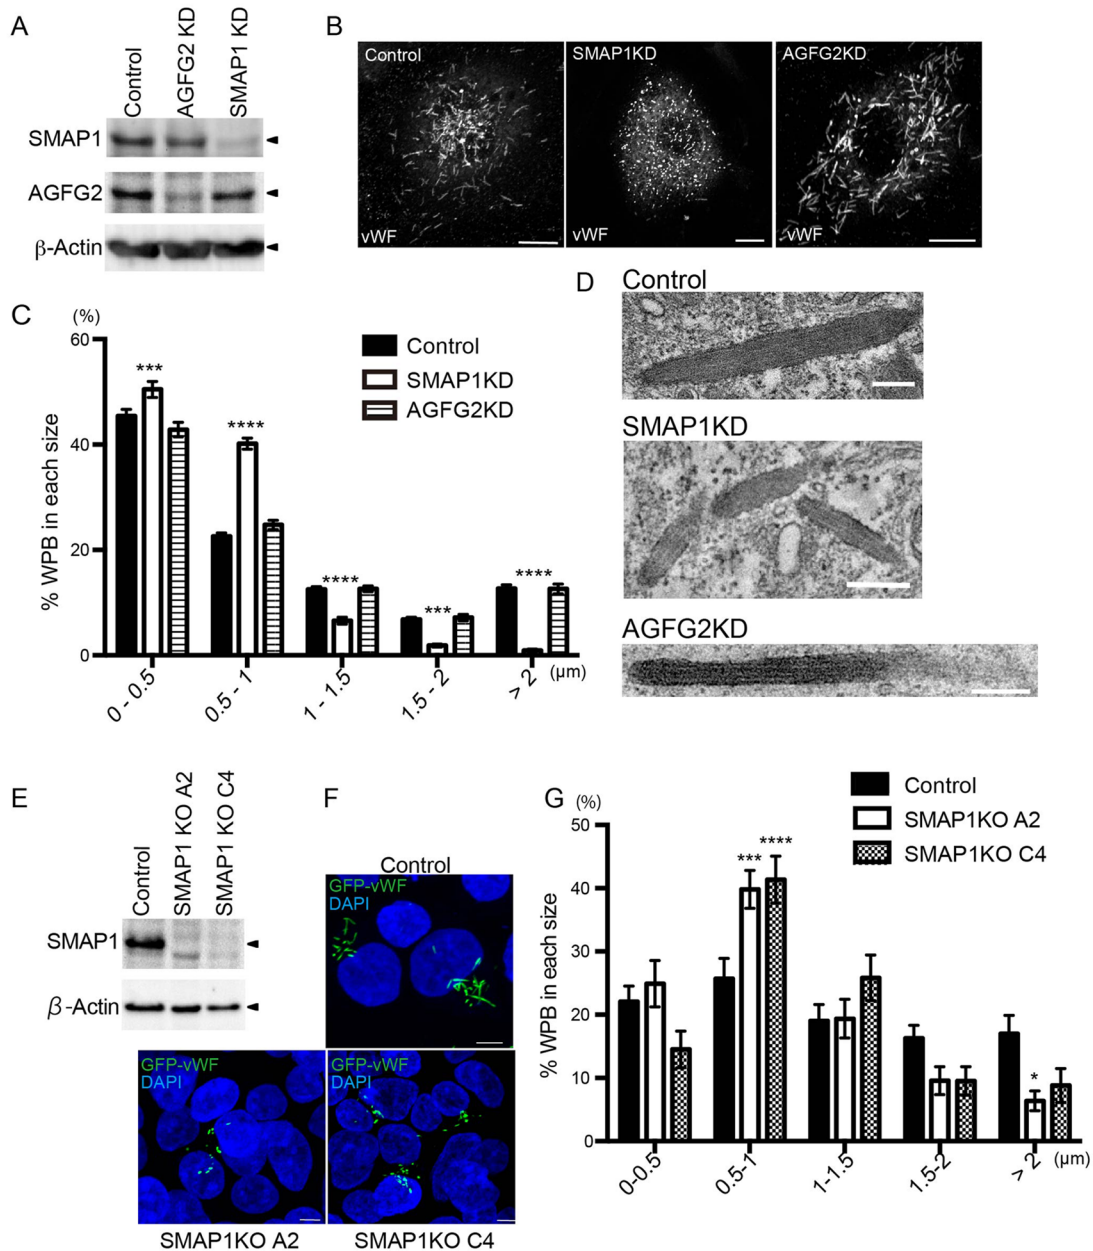 A
Control
AGFG2 KD
SMAP1 KD
SMAP1
AGFG2
β-Actin
B
Control
vWF
SMAP1KD
vWF
AGFG2KD
vWF
C
(%)
% WPB in each size
60
40
20
0
Control
SMAP1KD
AGFG2KD
***
****
****
***
****
0 - 0.5
0.5 - 1
1 - 1.5
1.5 - 2
> 2
(μm)
D
Control
SMAP1KD
AGFG2KD
E
Control
SMAP1 KO A2
SMAP1 KO C4
SMAP1
β-Actin
F
Control
GFP-vWF
DAPI
GFP-vWF
DAPI
GFP-vWF
DAPI
SMAP1KO A2
SMAP1KO C4
G
(%)
% WPB in each size
50
40
30
20
10
0
Control
SMAP1KO A2
SMAP1KO C4
***
****
*
0-0.5
0.5-1
1-1.5
1.5-2
> 2
(μm)